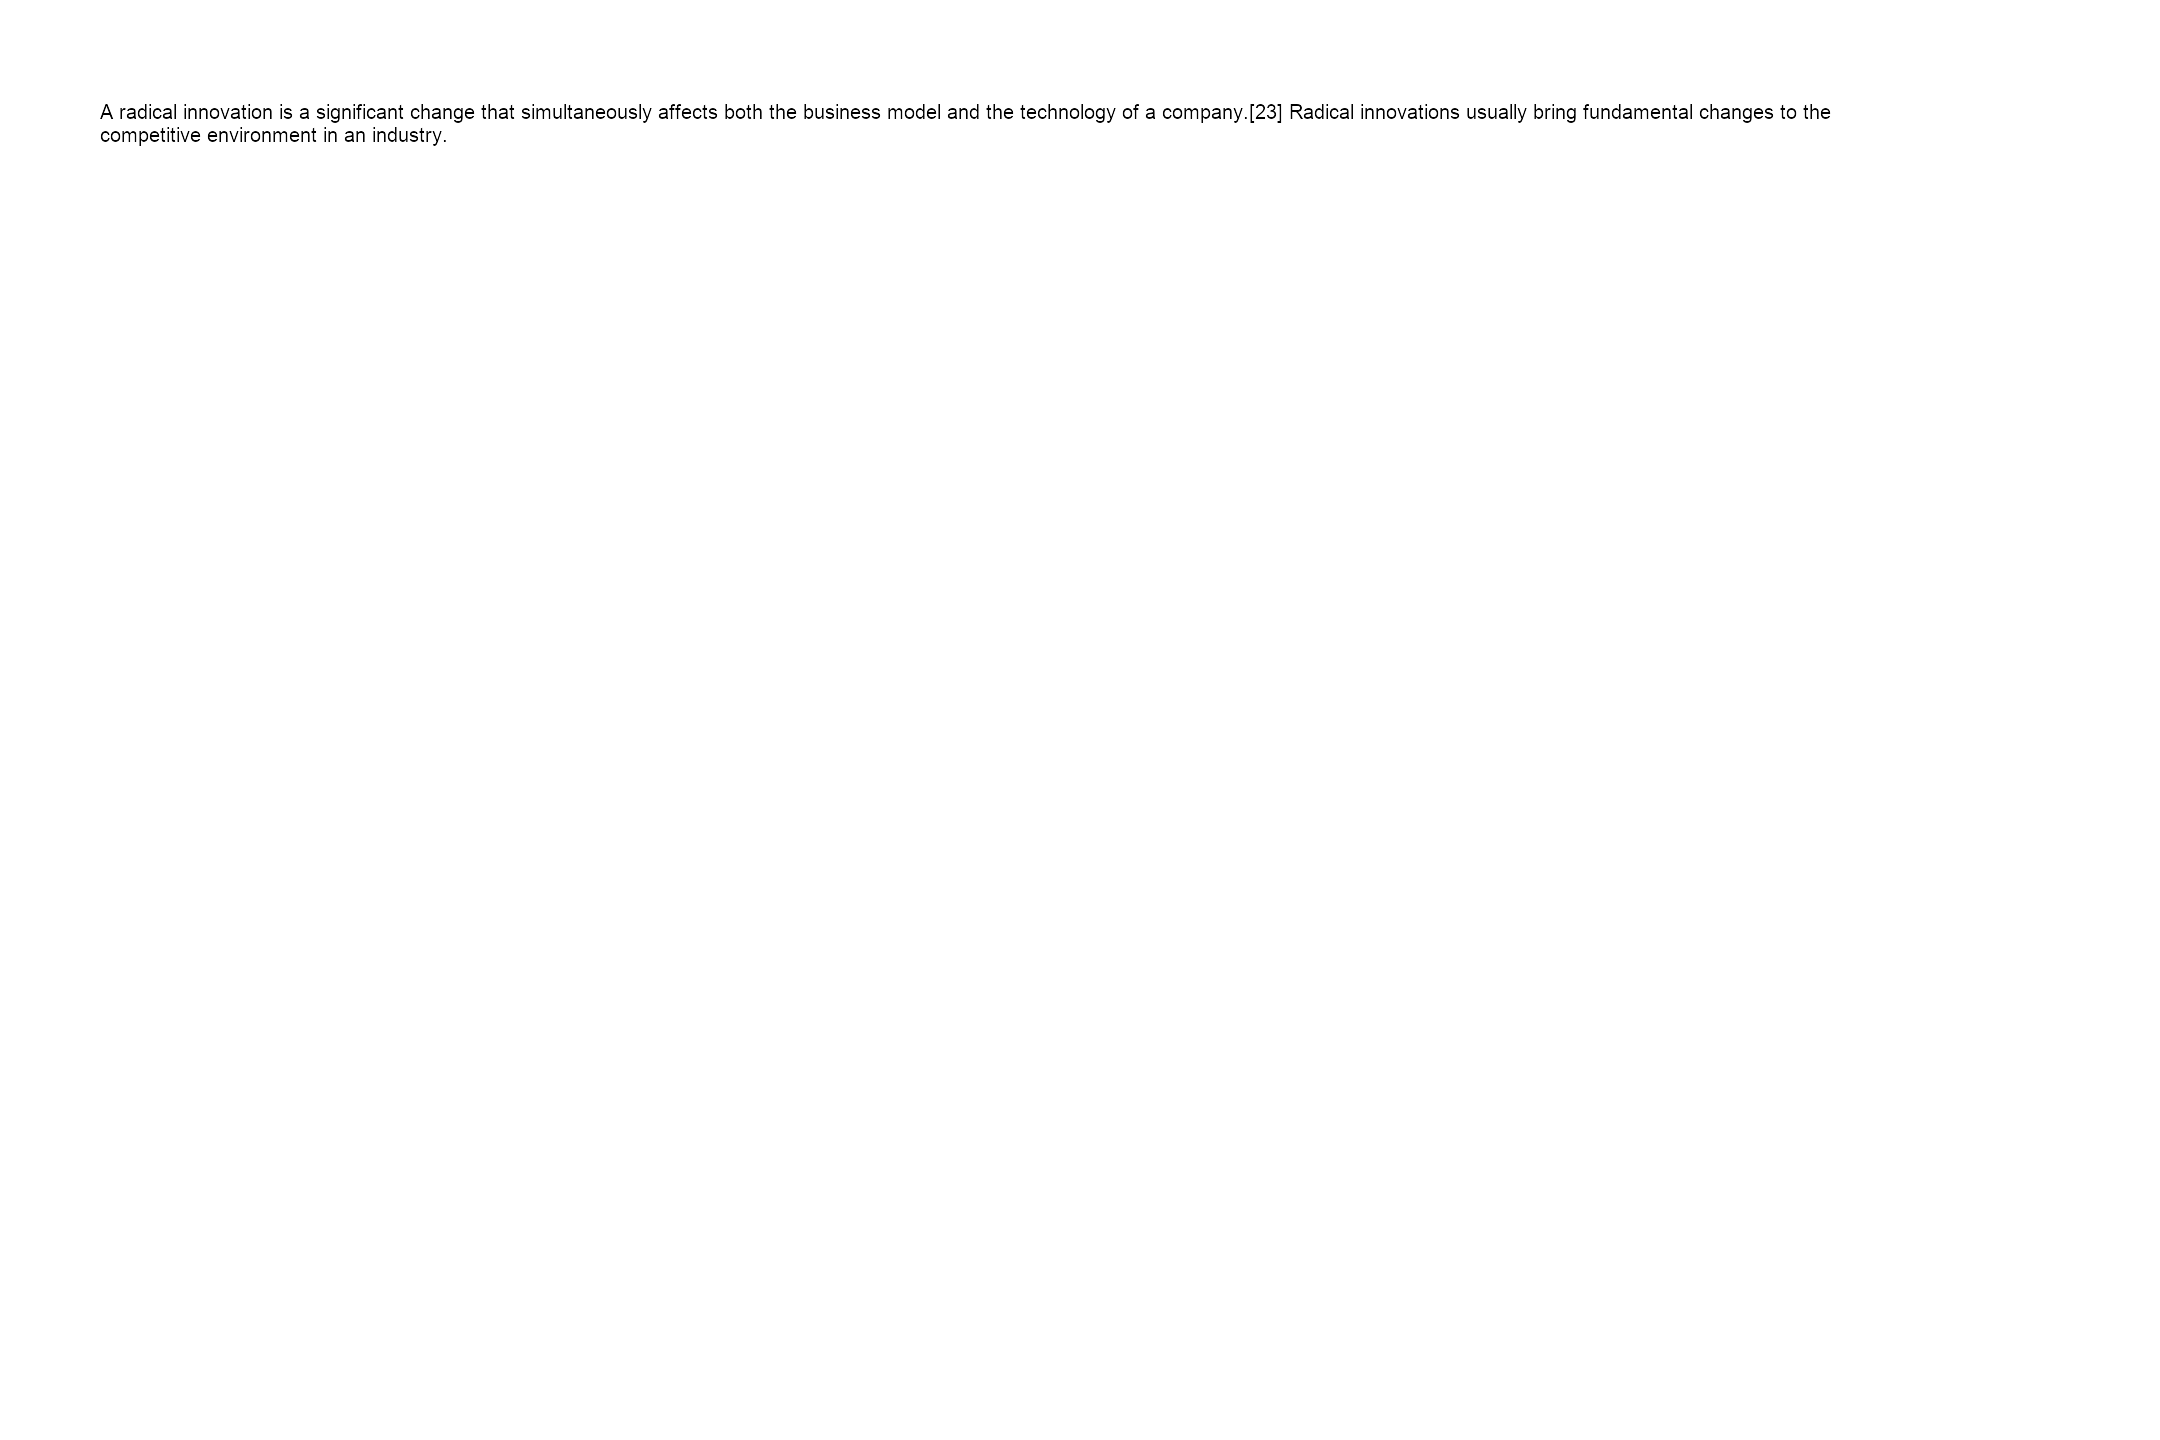 A radical innovation is a significant change that simultaneously affects both the business model and the technology of a company.[23] Radical innovations usually bring fundamental changes to the
competitive environment in an industry.